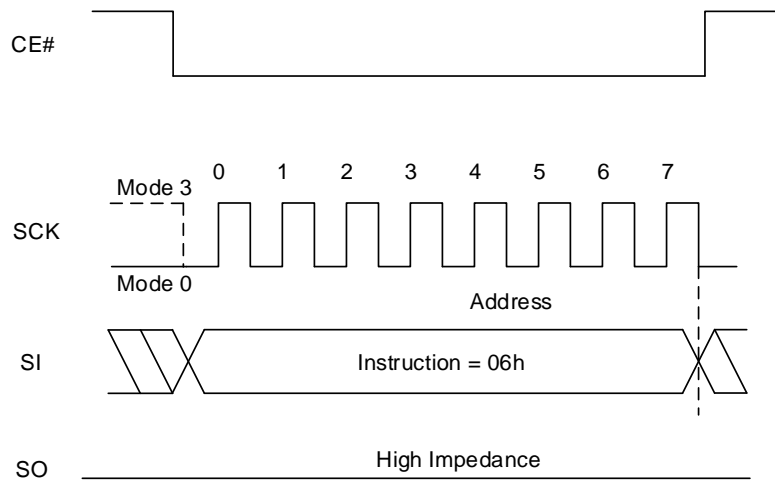 CE#
0 1 2 3 4 5 6 7
Mode 3
SCK
Mode 0
Address
SI
Instruction = 06h
High Impedance
SO